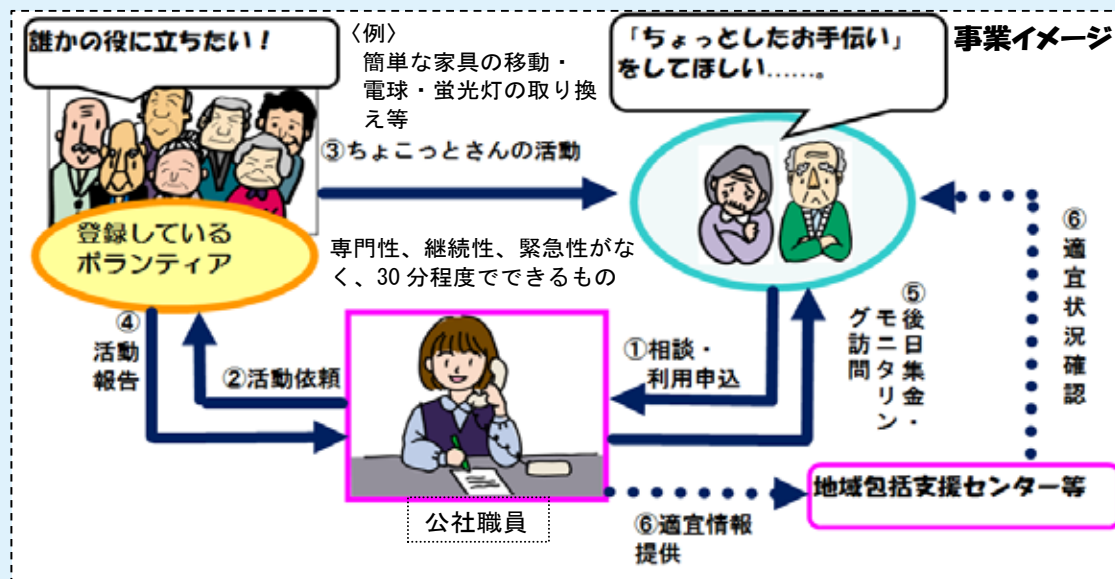 誰かの役に立ちたい！
〈例〉
簡単な家具の移動・
電球・蛍光灯の取り換
え等
「ちょっとしたお手伝い」
をしてほしい……。
事業イメージ
③ちょこっとさんの活動
登録している
ボランティア
専門性、継続性、緊急性がな
く、30分程度でできるもの
④
活動
報告
②活動依頼
①相談・
利用申込
⑤後日集金・
モニタリン
グ訪問
⑥適宜状況確認
公社職員
⑥適宜情報
提供
地域包括支援センター等